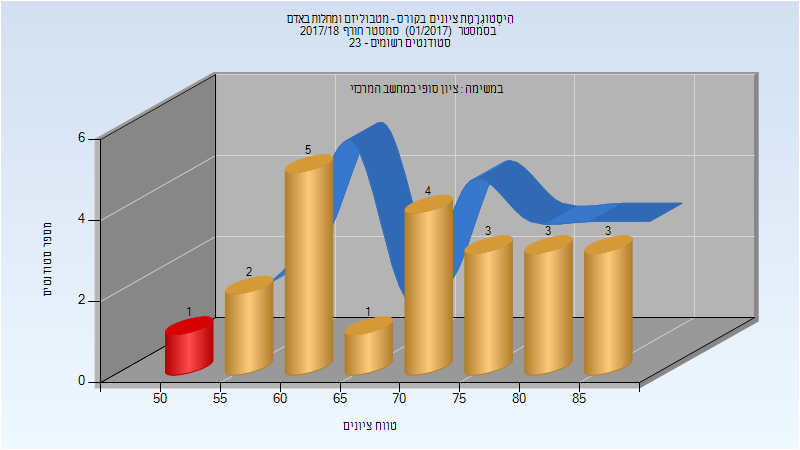 היסטוגרמת ציונים בקורס - מטבוליזם ומחלות באדם
בסמסטר (01/2017) סמסטר חורף 2017/18
סטודנטים רשומים - 23
במשימה : ציון סופי במחשב המרכזי
מספר סטודנטים
6
4
2
0
1
2
5
1
4
3
3
3
50 55 60 65 70 75 80 85
טווח ציונים